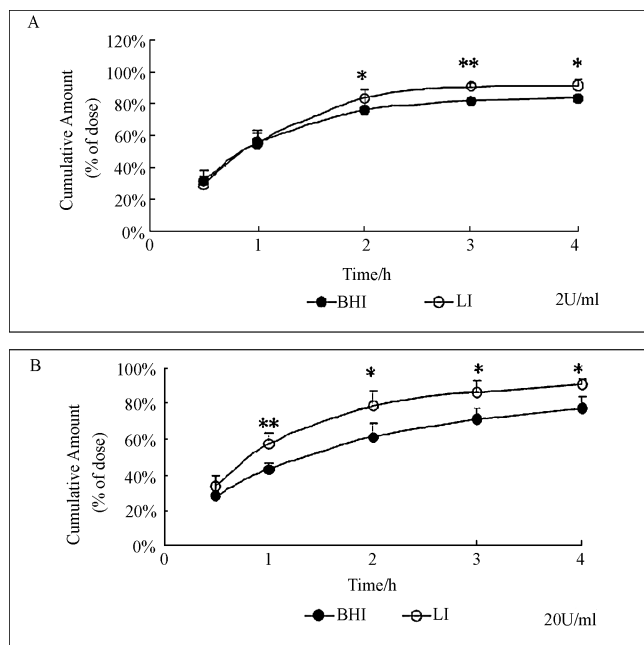 A
120%
100%
80%
60%
40%
20%
0%
Cumulative Amount
(% of dose)
*
**
*
0 1 2 3 4
Time/h
BHI LI 2U/ml
B
100%
80%
60%
40%
20%
0%
Cumulative Amount
(% of dose)
**
*
*
*
0 1 2 3 4
Time/h
BHI LI 20U/ml